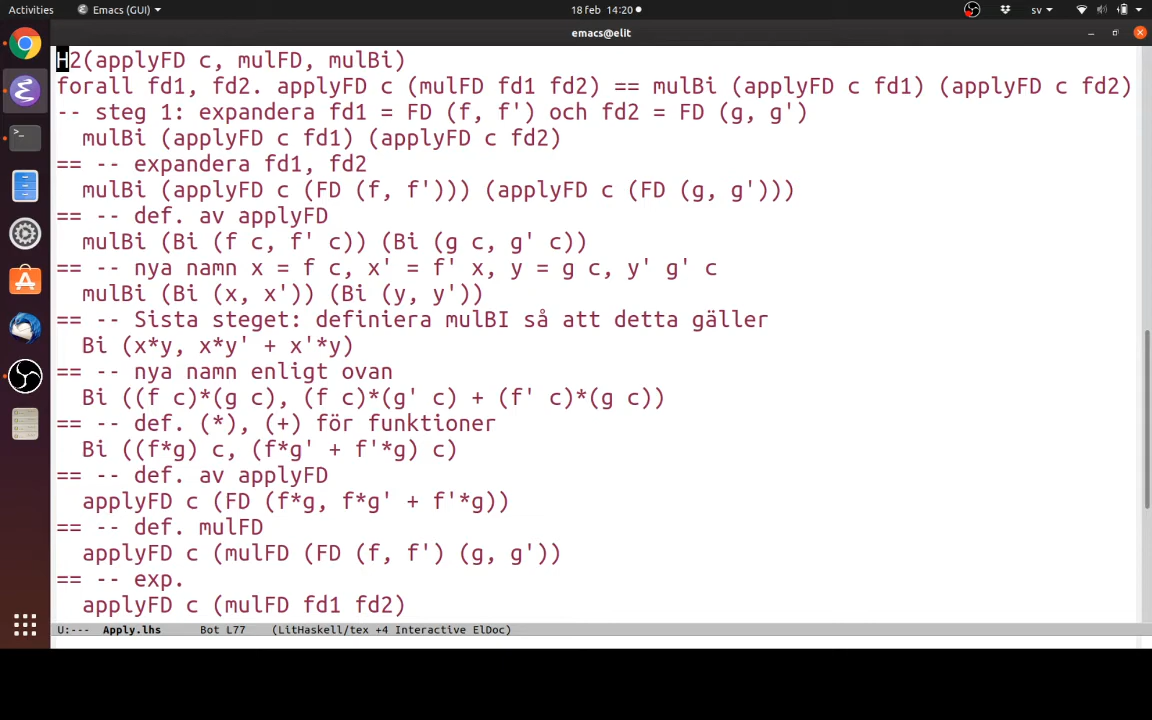 Activities Emacs (GUI) 18 feb 14:20 sv
emacs@elit
H2(applyFD c, mulFD, mulBi)
forall fd1, fd2. applyFD c (mulFD fd1 fd2) == mulBi (applyFD c fd1) (applyFD c fd2)
-- steg 1: expandera fd1 = FD (f, f') och fd2 = FD (g, g')
  mulBi (applyFD c fd1) (applyFD c fd2)
== -- expandera fd1, fd2
  mulBi (applyFD c (FD (f, f'))) (applyFD c (FD (g, g')))
== -- def. av applyFD
  mulBi (Bi (f c, f' c)) (Bi (g c, g' c))
== -- nya namn x = f c, x' = f' x, y = g c, y' g' c
  mulBi (Bi (x, x')) (Bi (y, y'))
== -- Sista steget: definiera mulBI så att detta gäller
  Bi (x*y, x*y' + x'*y)
== -- nya namn enligt ovan
  Bi ((f c)*(g c), (f c)*(g' c) + (f' c)*(g c))
== -- def. (*), (+) för funktioner
  Bi ((f*g) c, (f*g' + f'*g) c)
== -- def. av applyFD
  applyFD c (FD (f*g, f*g' + f'*g))
== -- def. mulFD
  applyFD c (mulFD (FD (f, f') (g, g'))
== -- exp.
  applyFD c (mulFD fd1 fd2)
U:--- Apply.lhs Bot L77 (LitHaskell/tex +4 Interactive ElDoc)